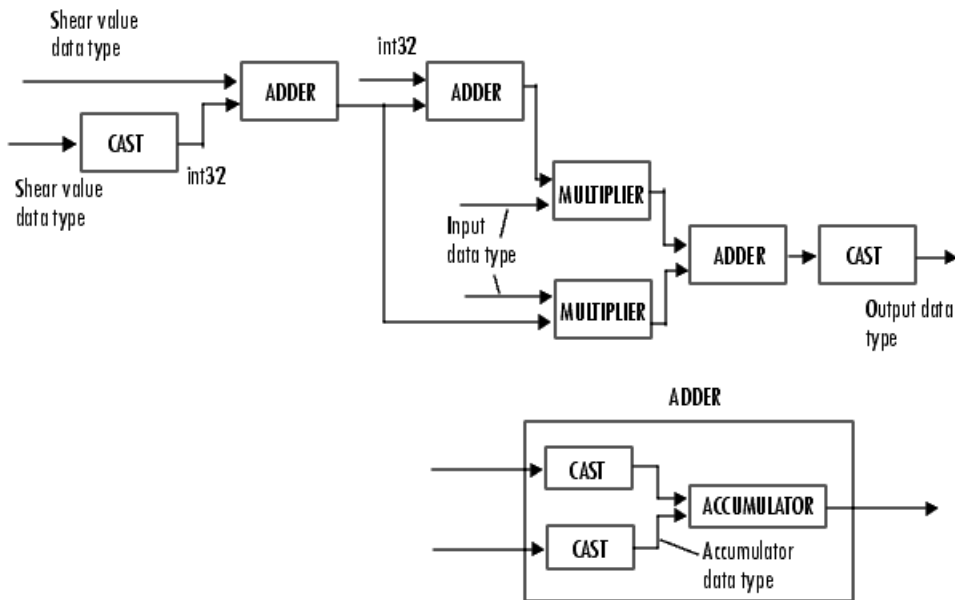 Shear value
data type
ADDER
int32
ADDER
CAST
int32
Shear value
data type
MULTIPLIER
Input
data type
ADDER
CAST
MULTIPLIER
Output data
type
ADDER
CAST
ACCUMULATOR
CAST
Accumulator
data type